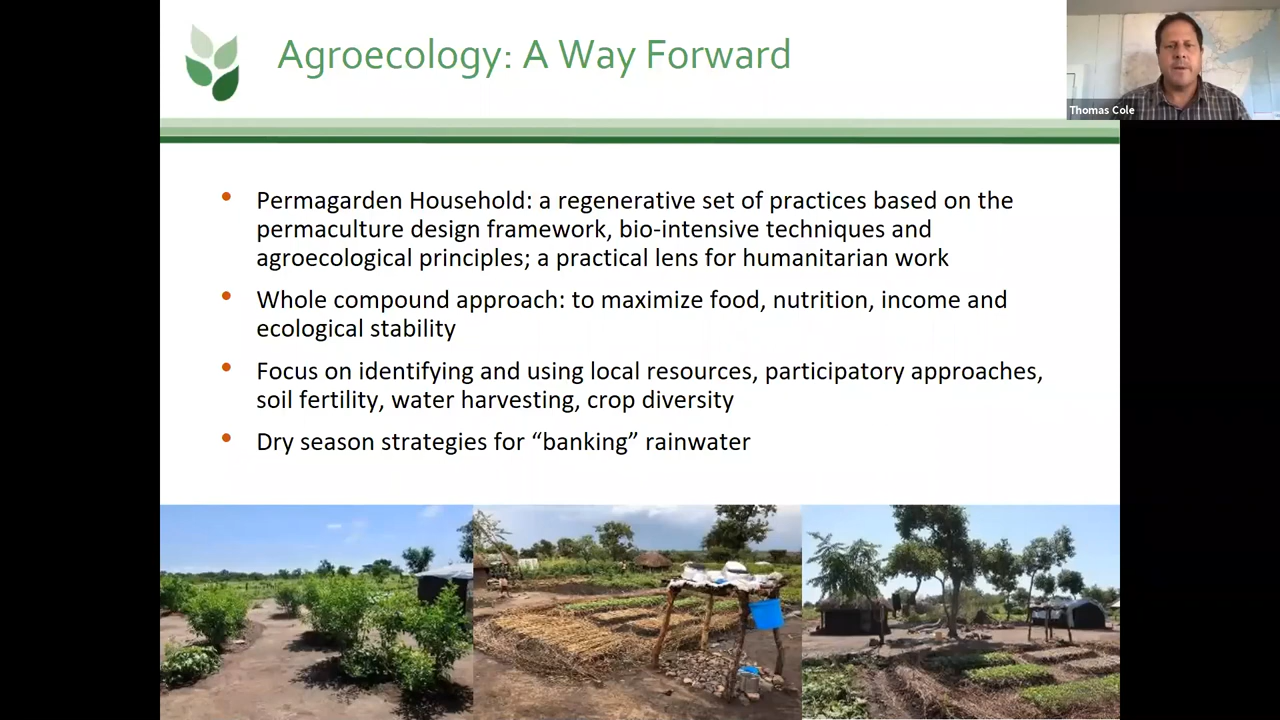 Agroecology: A Way Forward
Thomas Cole
• Permagarden Household: a regenerative set of practices based on the
permaculture design framework, bio-intensive techniques and
agroecological principles; a practical lens for humanitarian work
• Whole compound approach: to maximize food, nutrition, income and
ecological stability
• Focus on identifying and using local resources, participatory approaches,
soil fertility, water harvesting, crop diversity
• Dry season strategies for “banking” rainwater